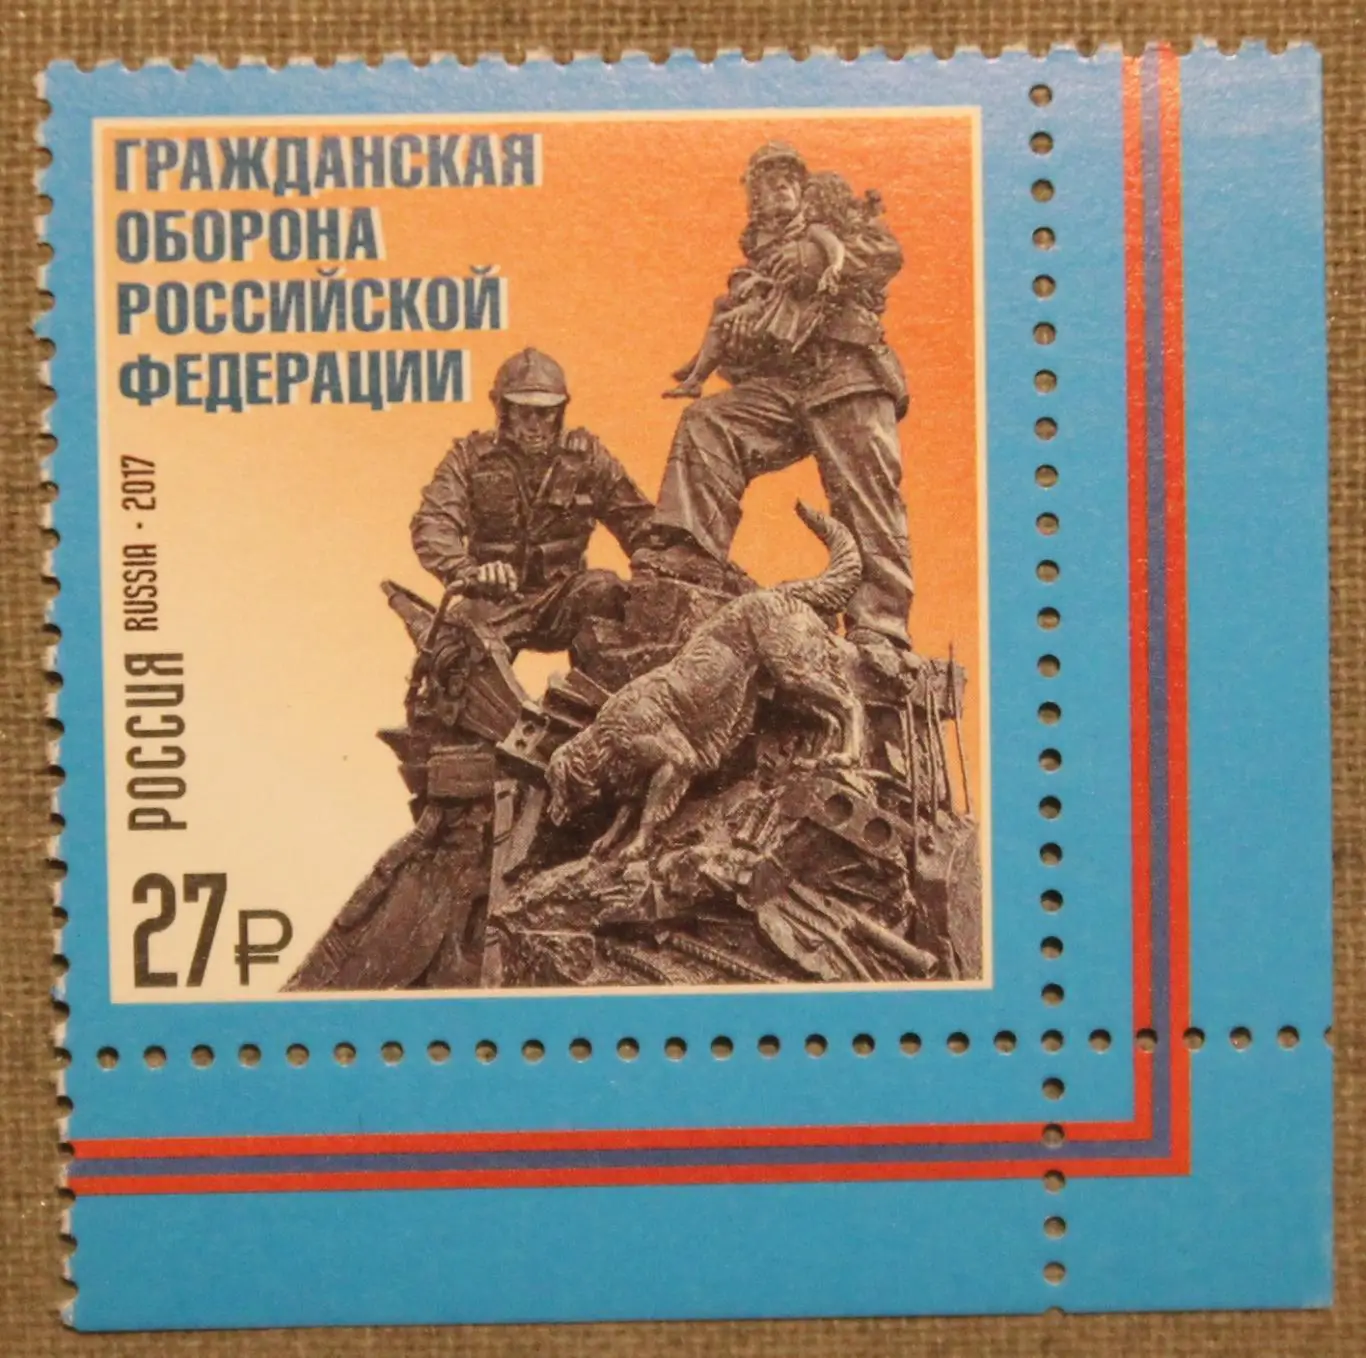 ГРАЖДАНСКАЯ
ОБОРОНА
РОССИЙСКОЙ
ФЕДЕРАЦИИ
РОССИЯ RUSSIA · 2017
27₽